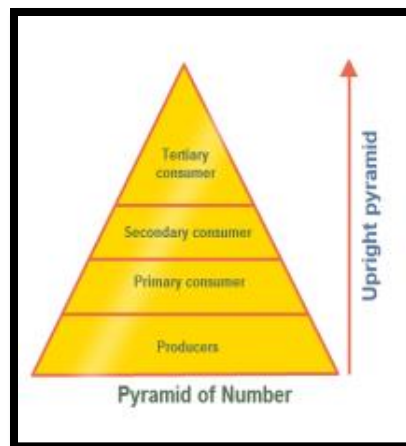 Tertiary
consumer
Secondary consumer
Primary consumer
Producers
Upright pyramid
Pyramid of Number